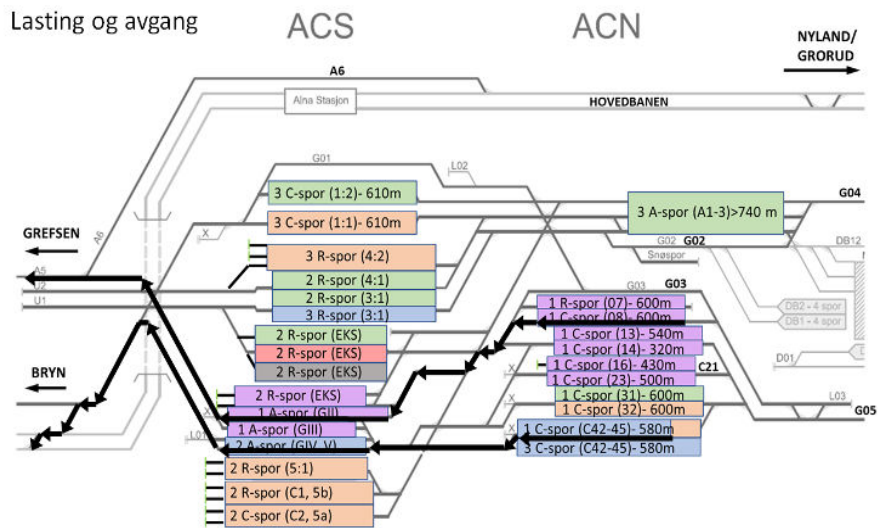 Lasting og avgang
ACS
ACN
NYLAND/
GRORUD
A6
Alna Stasjon
HOVEDBANEN
G01
L02
3 C-spor (1:2)- 610m
3 C-spor (1:1)- 610m
3 A-spor (A1-3)>740 m
G04
GREFSEN
A6
X
G02
G02
DB12
Snøspor
3 R-spor (4:2)
A5
U2
U1
2 R-spor (4:1)
2 R-spor (3:1)
3 R-spor (3:1)
G03
G03
1 R-spor (07)- 600m
1 C-spor (08)- 600m
DB2 - 4 spor
DB1 - 4 spor
2 R-spor (EKS)
2 R-spor (EKS)
2 R-spor (EKS)
X
1 C-spor (13)- 540m
1 C-spor (14)- 320m
D01
1 C-spor (16)- 430m
C21
X
1 C-spor (23)- 500m
BRYN
2 R-spor (EKS)
1 C-spor (31)- 600m
1 C-spor (32)- 600m
L03
G05
X
1 A-spor (GII)
1 A-spor (GIII)
L01
2 A-spor (GIV, V)
X
1 C-spor (C42-45)- 580m
3 C-spor (C42-45)- 580m
2 R-spor (5:1)
2 R-spor (C1, 5b)
2 C-spor (C2, 5a)